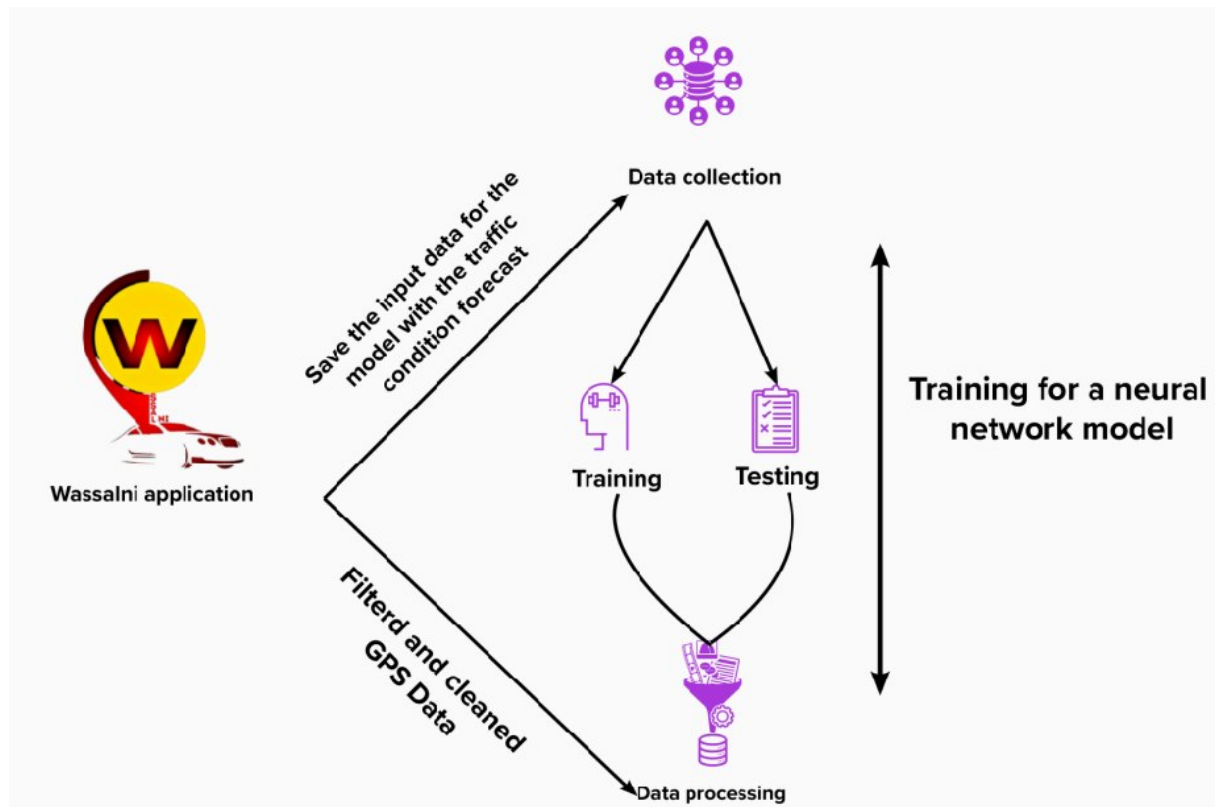 Data collection
Save the input data for the
model with the traffic
condition forecast
W
Wassalni application
Training
Testing
Training for a neural
network model
Filterd and cleaned
GPS Data
Data processing